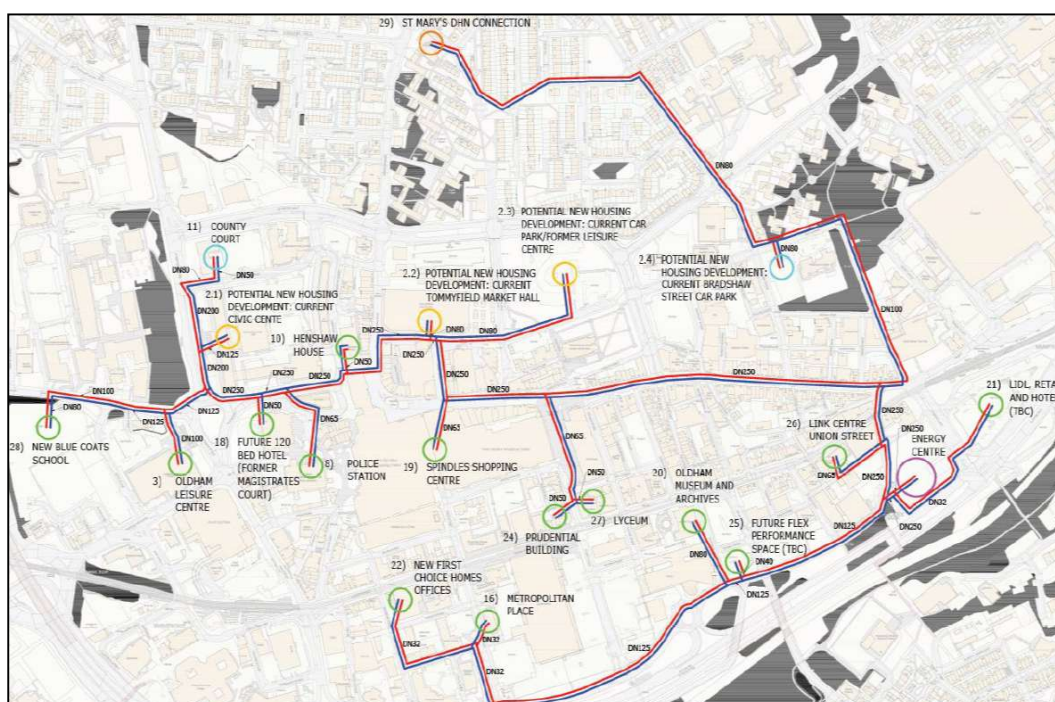 29) ST MARY'S DHN CONNECTION
DN80
11) COUNTY
COURT
DN80
DN50
2.3) POTENTIAL NEW HOUSING
DEVELOPMENT: CURRENT CAR
PARK/FORMER LEISURE
CENTRE
DN80
2.4) POTENTIAL NEW
HOUSING DEVELOPMENT:
CURRENT BRADSHAW
STREET CAR PARK
2.2) POTENTIAL NEW HOUSING
DEVELOPMENT: CURRENT
TOMMYFIELD MARKET HALL
2.1) POTENTIAL NEW HOUSING
DEVELOPMENT: CURRENT
CIVIC CENTE
DN200
DN125
DN200
10) HENSHAW
HOUSE
DN250
DN50
DN250
DN80
DN80
DN100
DN250
DN250
DN250
DN250
DN250
DN250
DN100
DN80
DN125
DN125
DN100
DN50
DN65
28) NEW BLUE COATS
SCHOOL
3) OLDHAM
LEISURE
CENTRE
18) FUTURE 120
BED HOTEL
(FORMER
MAGISTRATES
COURT)
POLICE
STATION
DN63
19) SPINDLES SHOPPING
CENTRE
DN65
DN50
DN50
24) PRUDENTIAL
BUILDING
27) LYCEUM
20) OLDHAM
MUSEUM AND
ARCHIVES
DN80
25) FUTURE FLEX
PERFORMANCE
SPACE (TBC)
DN40
DN125
DN125
26) LINK CENTRE
UNION STREET
DN65
DN250
DN250
DN250
ENERGY
CENTRE
DN250
DN32
21) LIDL, RETA
AND HOTE
(TBC)
22) NEW FIRST
CHOICE HOMES
OFFICES
DN32
16) METROPOLITAN
PLACE
DN32
DN32
DN125